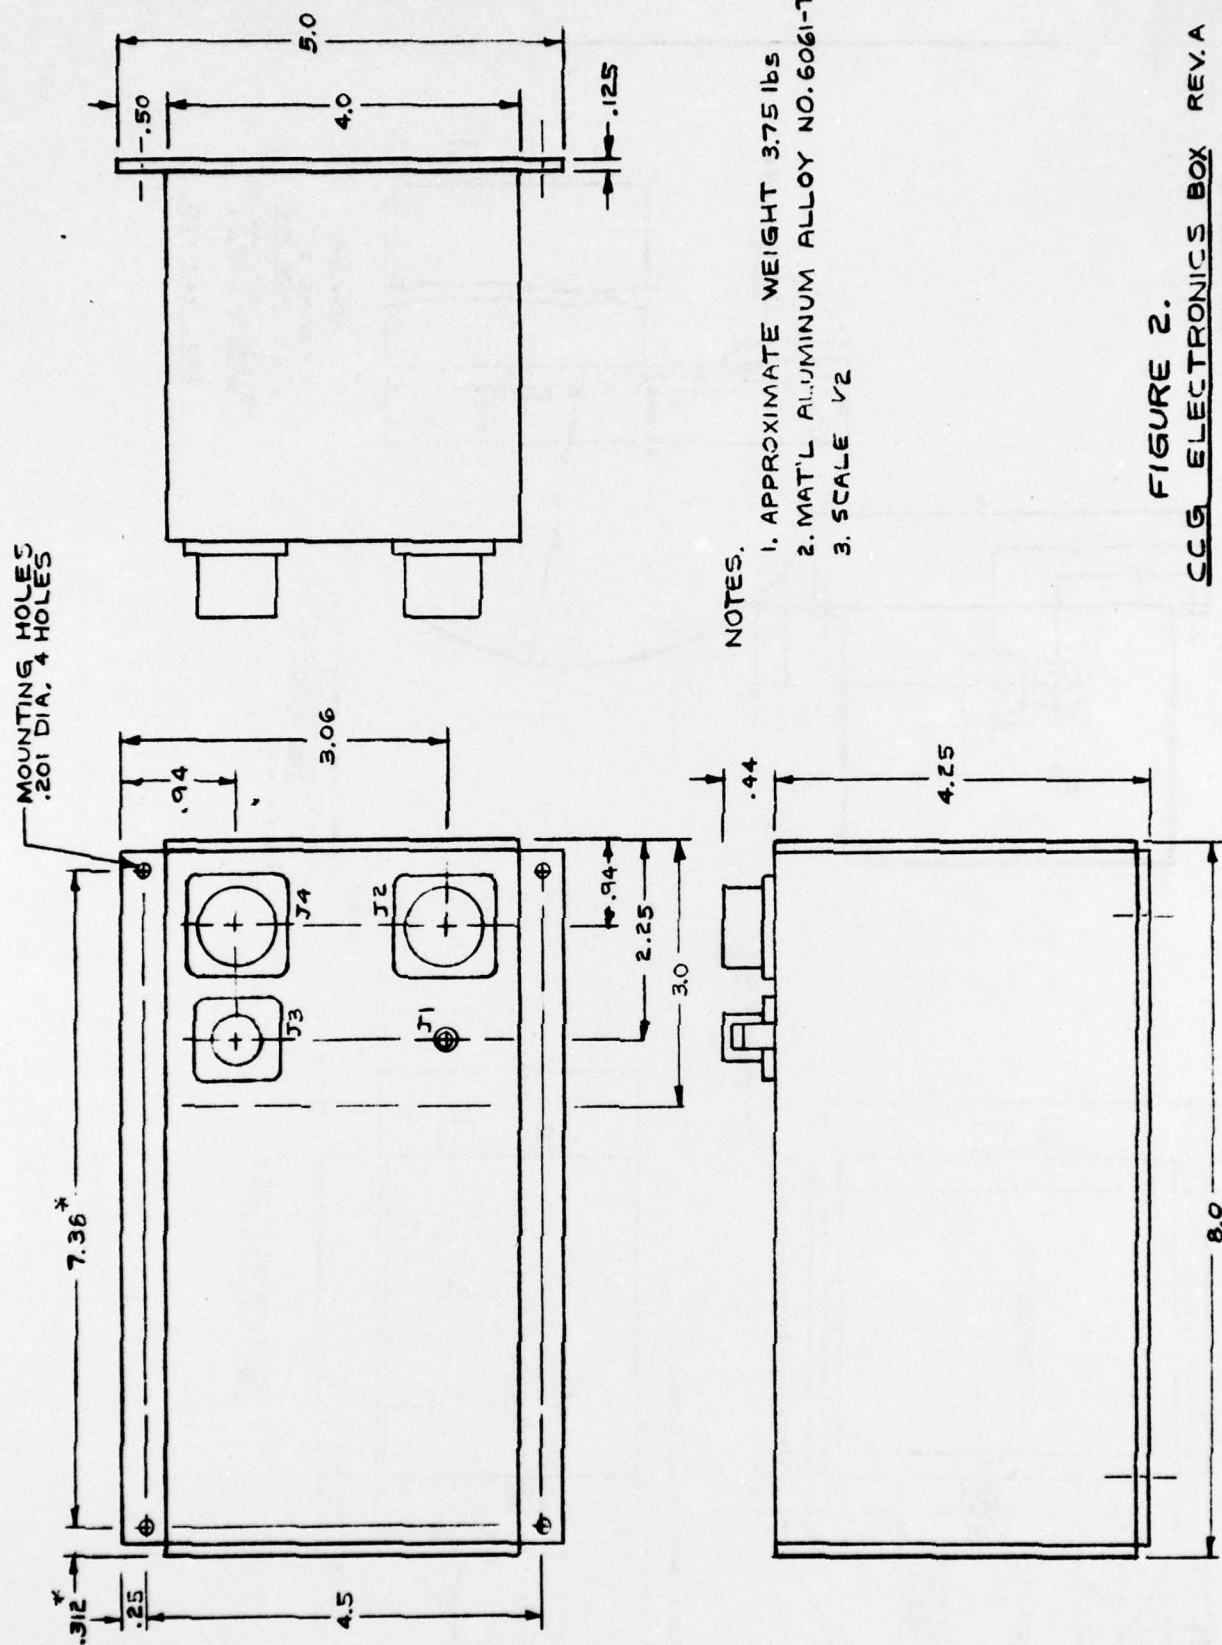 MOUNTING HOLES
.201 DIA. 4 HOLES
.312*
7.36*
.25
4.5
.94
3.06
J4
J2
J3
J1
.94
2.25
3.0
.50
5.0
4.0
.125
.44
4.25
8.0
NOTES.
1. APPROXIMATE WEIGHT 3.75 lbs
2. MAT'L ALUMINUM ALLOY NO. 6061-T
3. SCALE 1/2
FIGURE 2.
CCG ELECTRONICS BOX REV. A